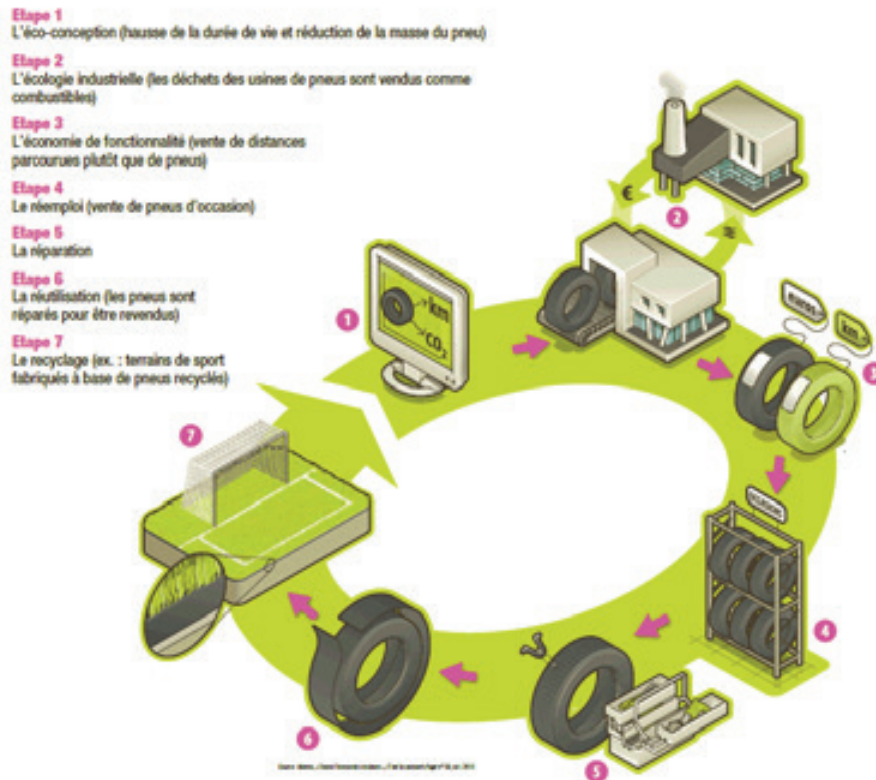 Etape 1
L'éco-conception (hausse de la durée de vie et réduction de la masse du pneu)
Etape 2
L'écologie industrielle (les déchets des usines de pneus sont vendus comme
combustibles)
Etape 3
L'économie de fonctionnalité (vente de distances
parcourues plutôt que de pneus)
Etape 4
Le réemploi (vente de pneus d'occasion)
Etape 5
La réparation
Etape 6
La réutilisation (les pneus sont
réparés pour être revendus)
Etape 7
Le recyclage (ex. : terrains de sport
fabriqués à base de pneus recyclés)
€
2
1
km
CO₂
euros
km
3
7
occasion
4
6
5